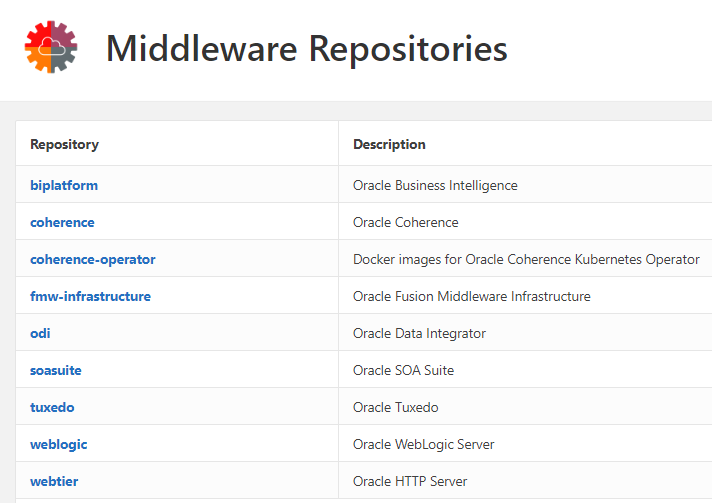 Middleware Repositories
Repository Description
biplatform Oracle Business Intelligence
coherence Oracle Coherence
coherence-operator Docker images for Oracle Coherence Kubernetes Operator
fmw-infrastructure Oracle Fusion Middleware Infrastructure
odi Oracle Data Integrator
soasuite Oracle SOA Suite
tuxedo Oracle Tuxedo
weblogic Oracle WebLogic Server
webtier Oracle HTTP Server